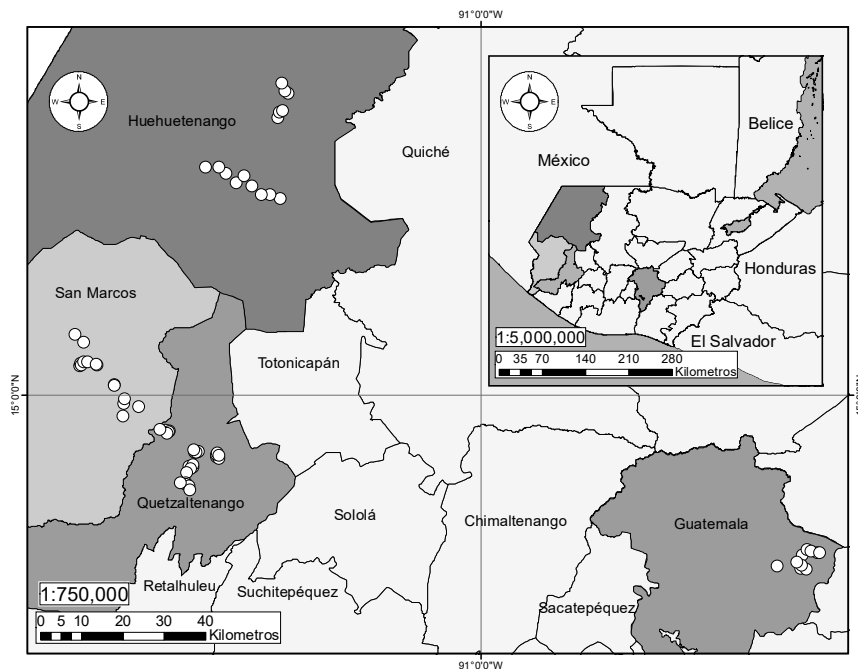 91°0'0"W
N
W E
S
Huehuetenango
Quiché
N
W E
S
México
Belice
Honduras
El Salvador
1:5,000,000
0 35 70 140 210 280
Kilometros
San Marcos
Totonicapán
15°0'0"N
Quetzaltenango
Sololá
Chimaltenango
Guatemala
Retalhuleu
Suchitepéquez
Sacatepéquez
1:750,000
0 5 10 20 30 40
Kilometros
91°0'0"W